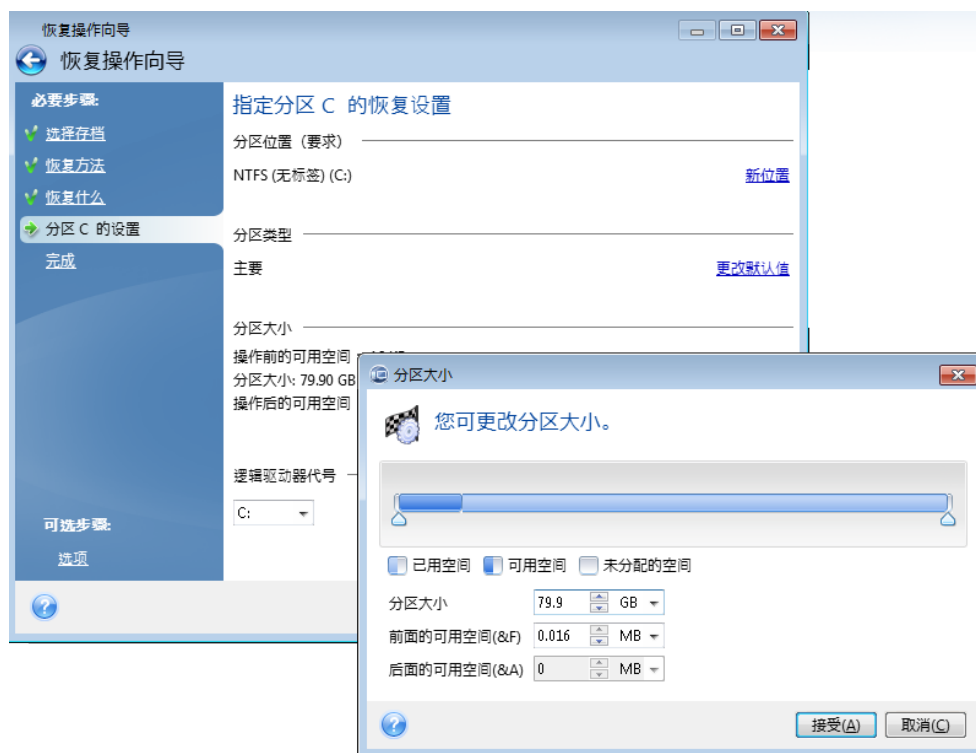 恢复操作向导
恢复操作向导
必要步骤:
选择存档
恢复方法
恢复什么
分区 C 的设置
完成
可选步骤:
选项
指定分区 C 的恢复设置
分区位置（要求）
NTFS (无标签) (C:)
新位置
分区类型
主要
更改默认值
分区大小
操作前的可用空间
分区大小: 79.90 GB
操作后的可用空间
逻辑驱动器代号
C:
分区大小
您可更改分区大小。
已用空间 可用空间 未分配的空间
分区大小 79.9 GB
前面的可用空间(&F) 0.016 MB
后面的可用空间(&A) 0 MB
接受(A) 取消(C)